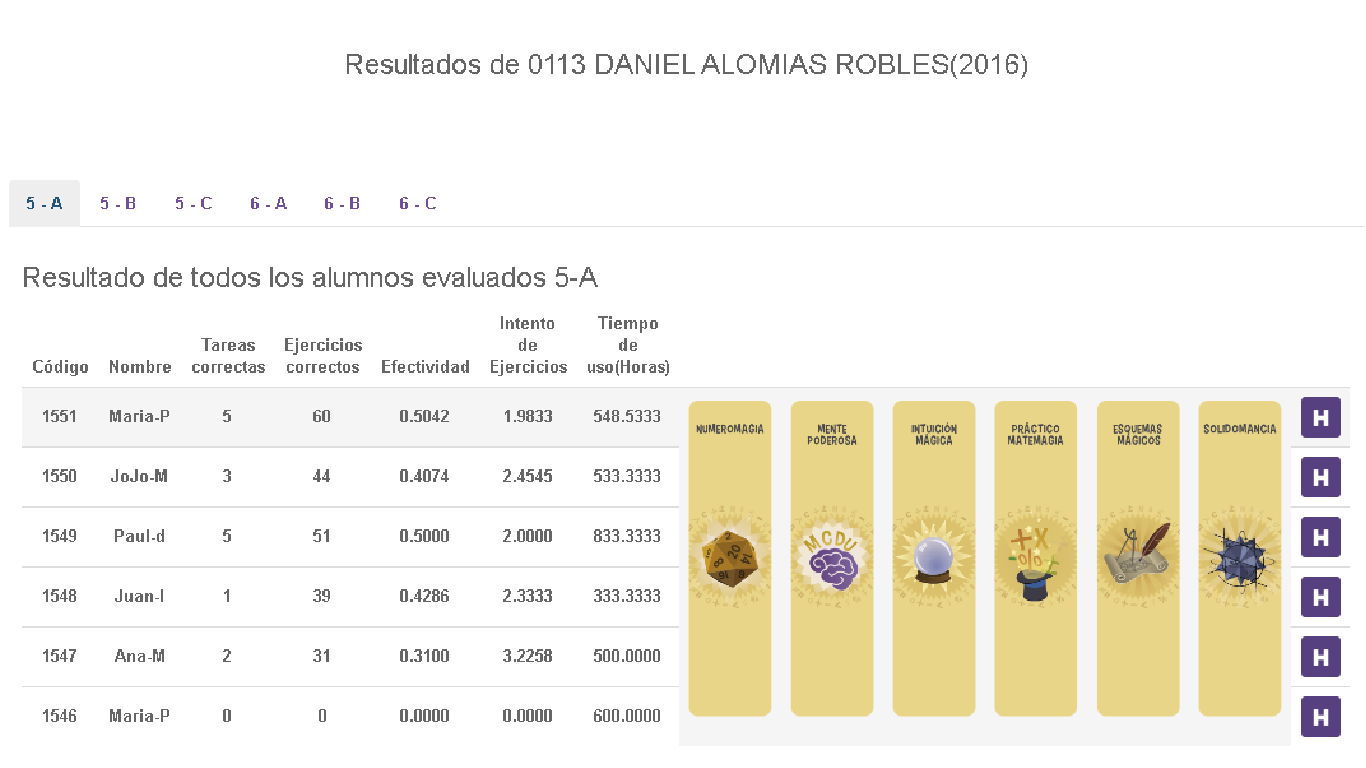 Resultados de 0113 DANIEL ALOMIAS ROBLES(2016)
5 - A 5 - B 5 - C 6 - A 6 - B 6 - C
Resultado de todos los alumnos evaluados 5-A
Código Nombre Tareas correctas Ejercicios correctos Efectividad Intento de Ejercicios Tiempo de uso(Horas)
1551 Maria-P 5 60 0.5042 1.9833 548.5333 H
NUMEROMAGIA MENTE PODEROSA INTUICIÓN MÁGICA PRÁCTICO MATEMAGIA ESQUEMAS MÁGICOS SOLIDOMANCIA
1550 JoJo-M 3 44 0.4074 2.4545 533.3333 H
1549 Paul-d 5 51 0.5000 2.0000 833.3333 H
MCDU
1548 Juan-I 1 39 0.4286 2.3333 333.3333 H
1547 Ana-M 2 31 0.3100 3.2258 500.0000 H
1546 Maria-P 0 0 0.0000 0.0000 600.0000 H